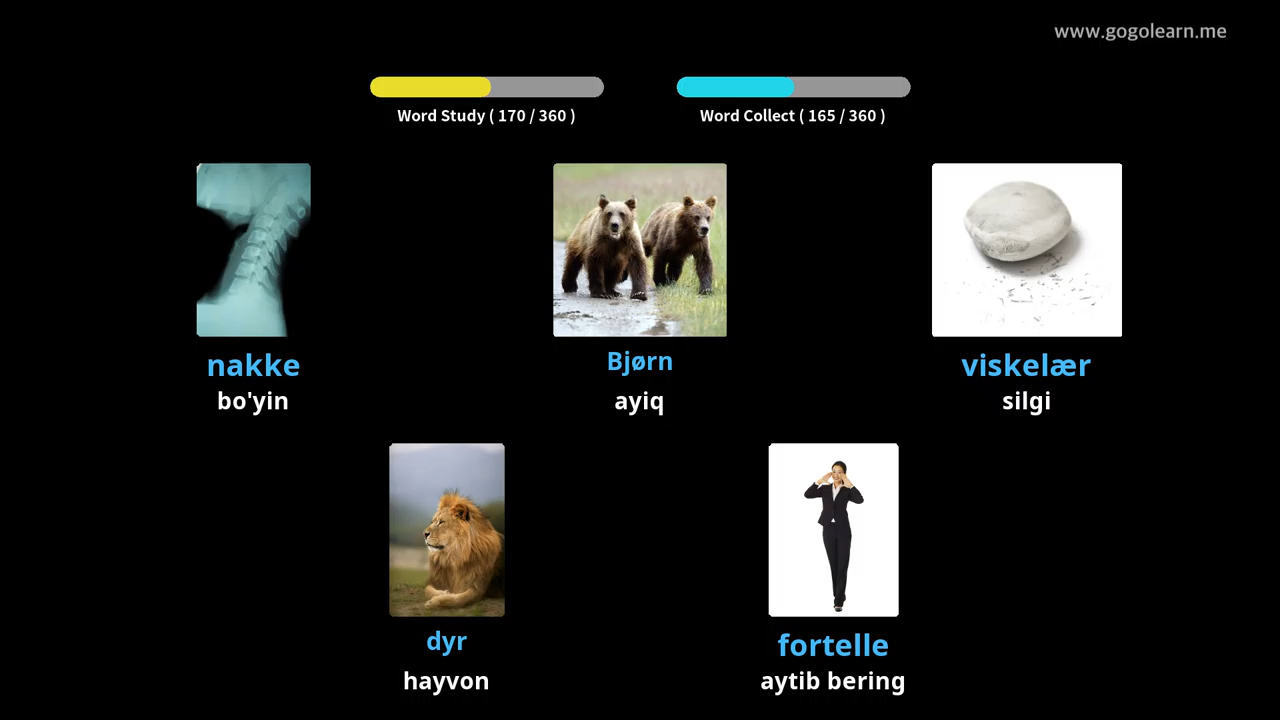 www.gogolearn.me
Word Study ( 170 / 360 )
Word Collect ( 165 / 360 )
nakke
bo'yin
Bjørn
ayiq
viskelær
silgi
dyr
hayvon
fortelle
aytib bering